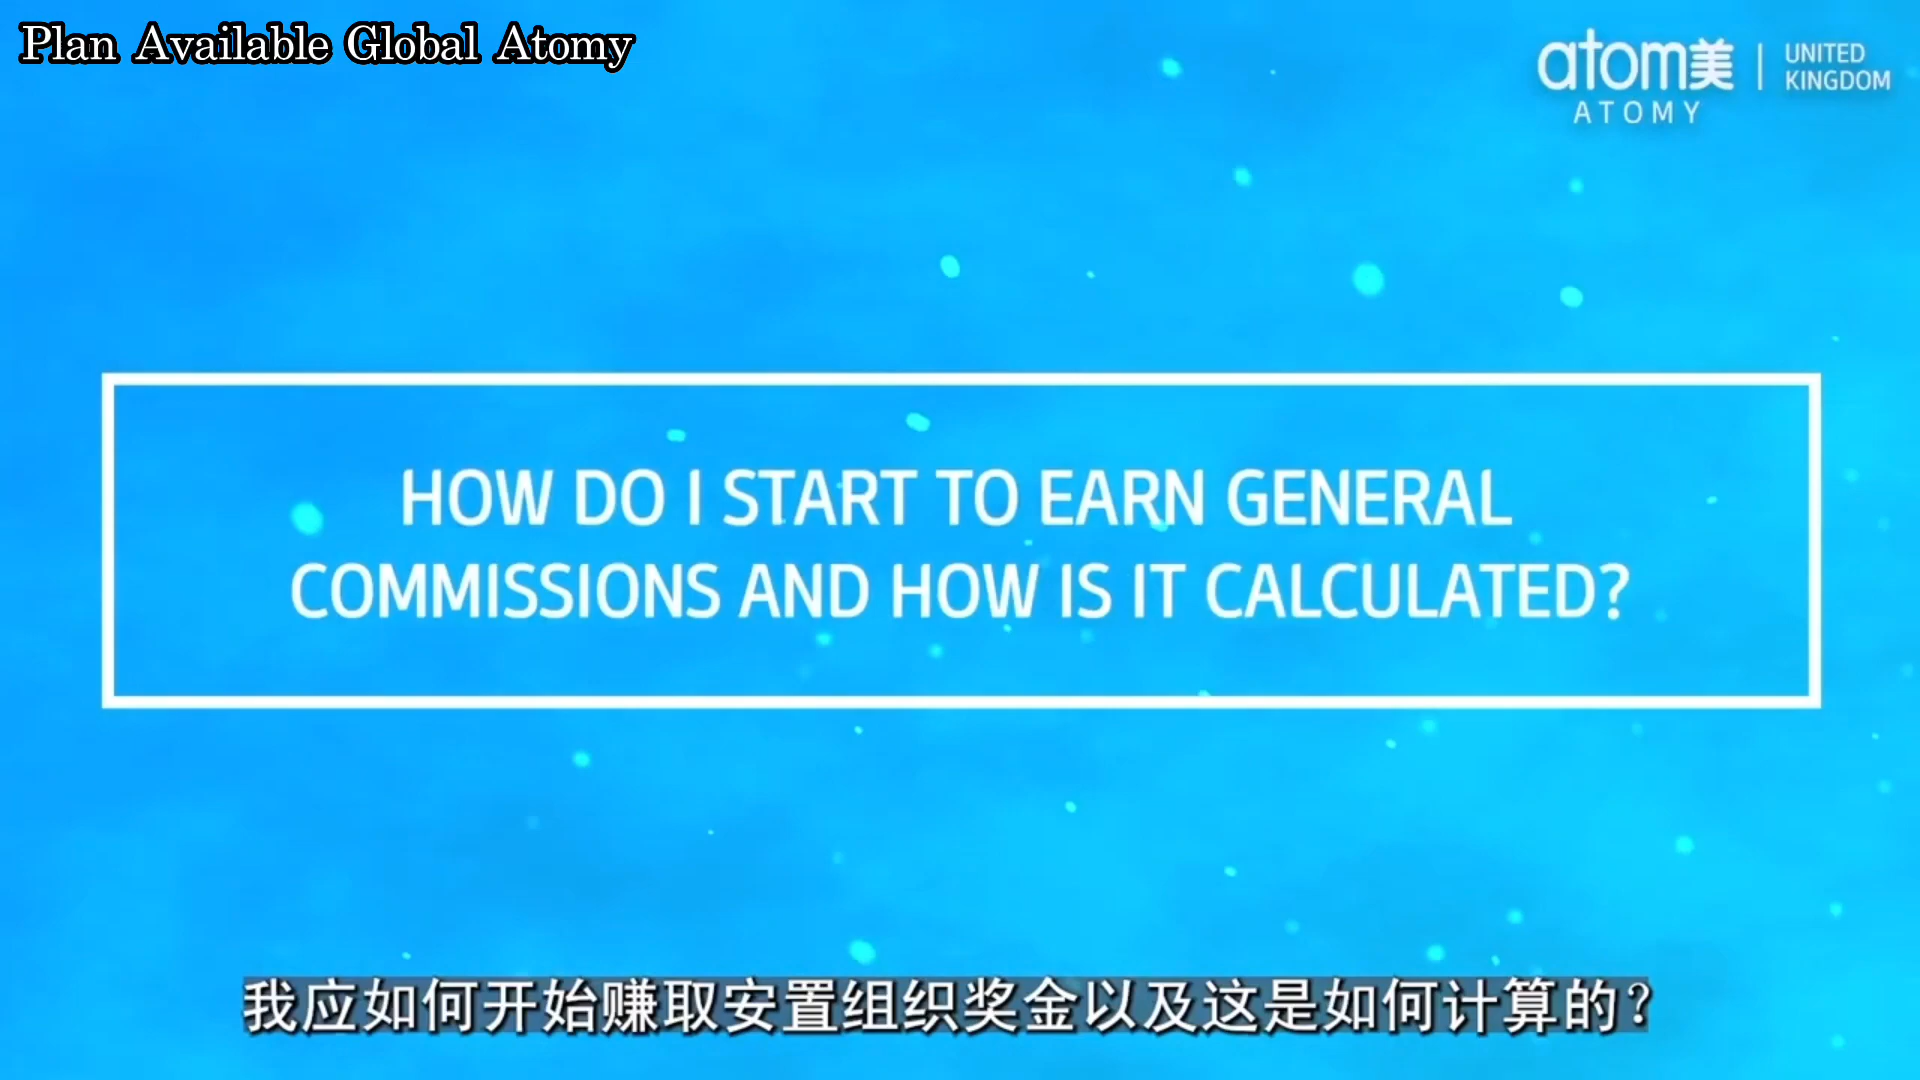 Plan Available Global Atomy
atom美
ATOMY
UNITED
KINGDOM
HOW DO I START TO EARN GENERAL
COMMISSIONS AND HOW IS IT CALCULATED?
我应如何开始赚取安置组织奖金以及这是如何计算的?